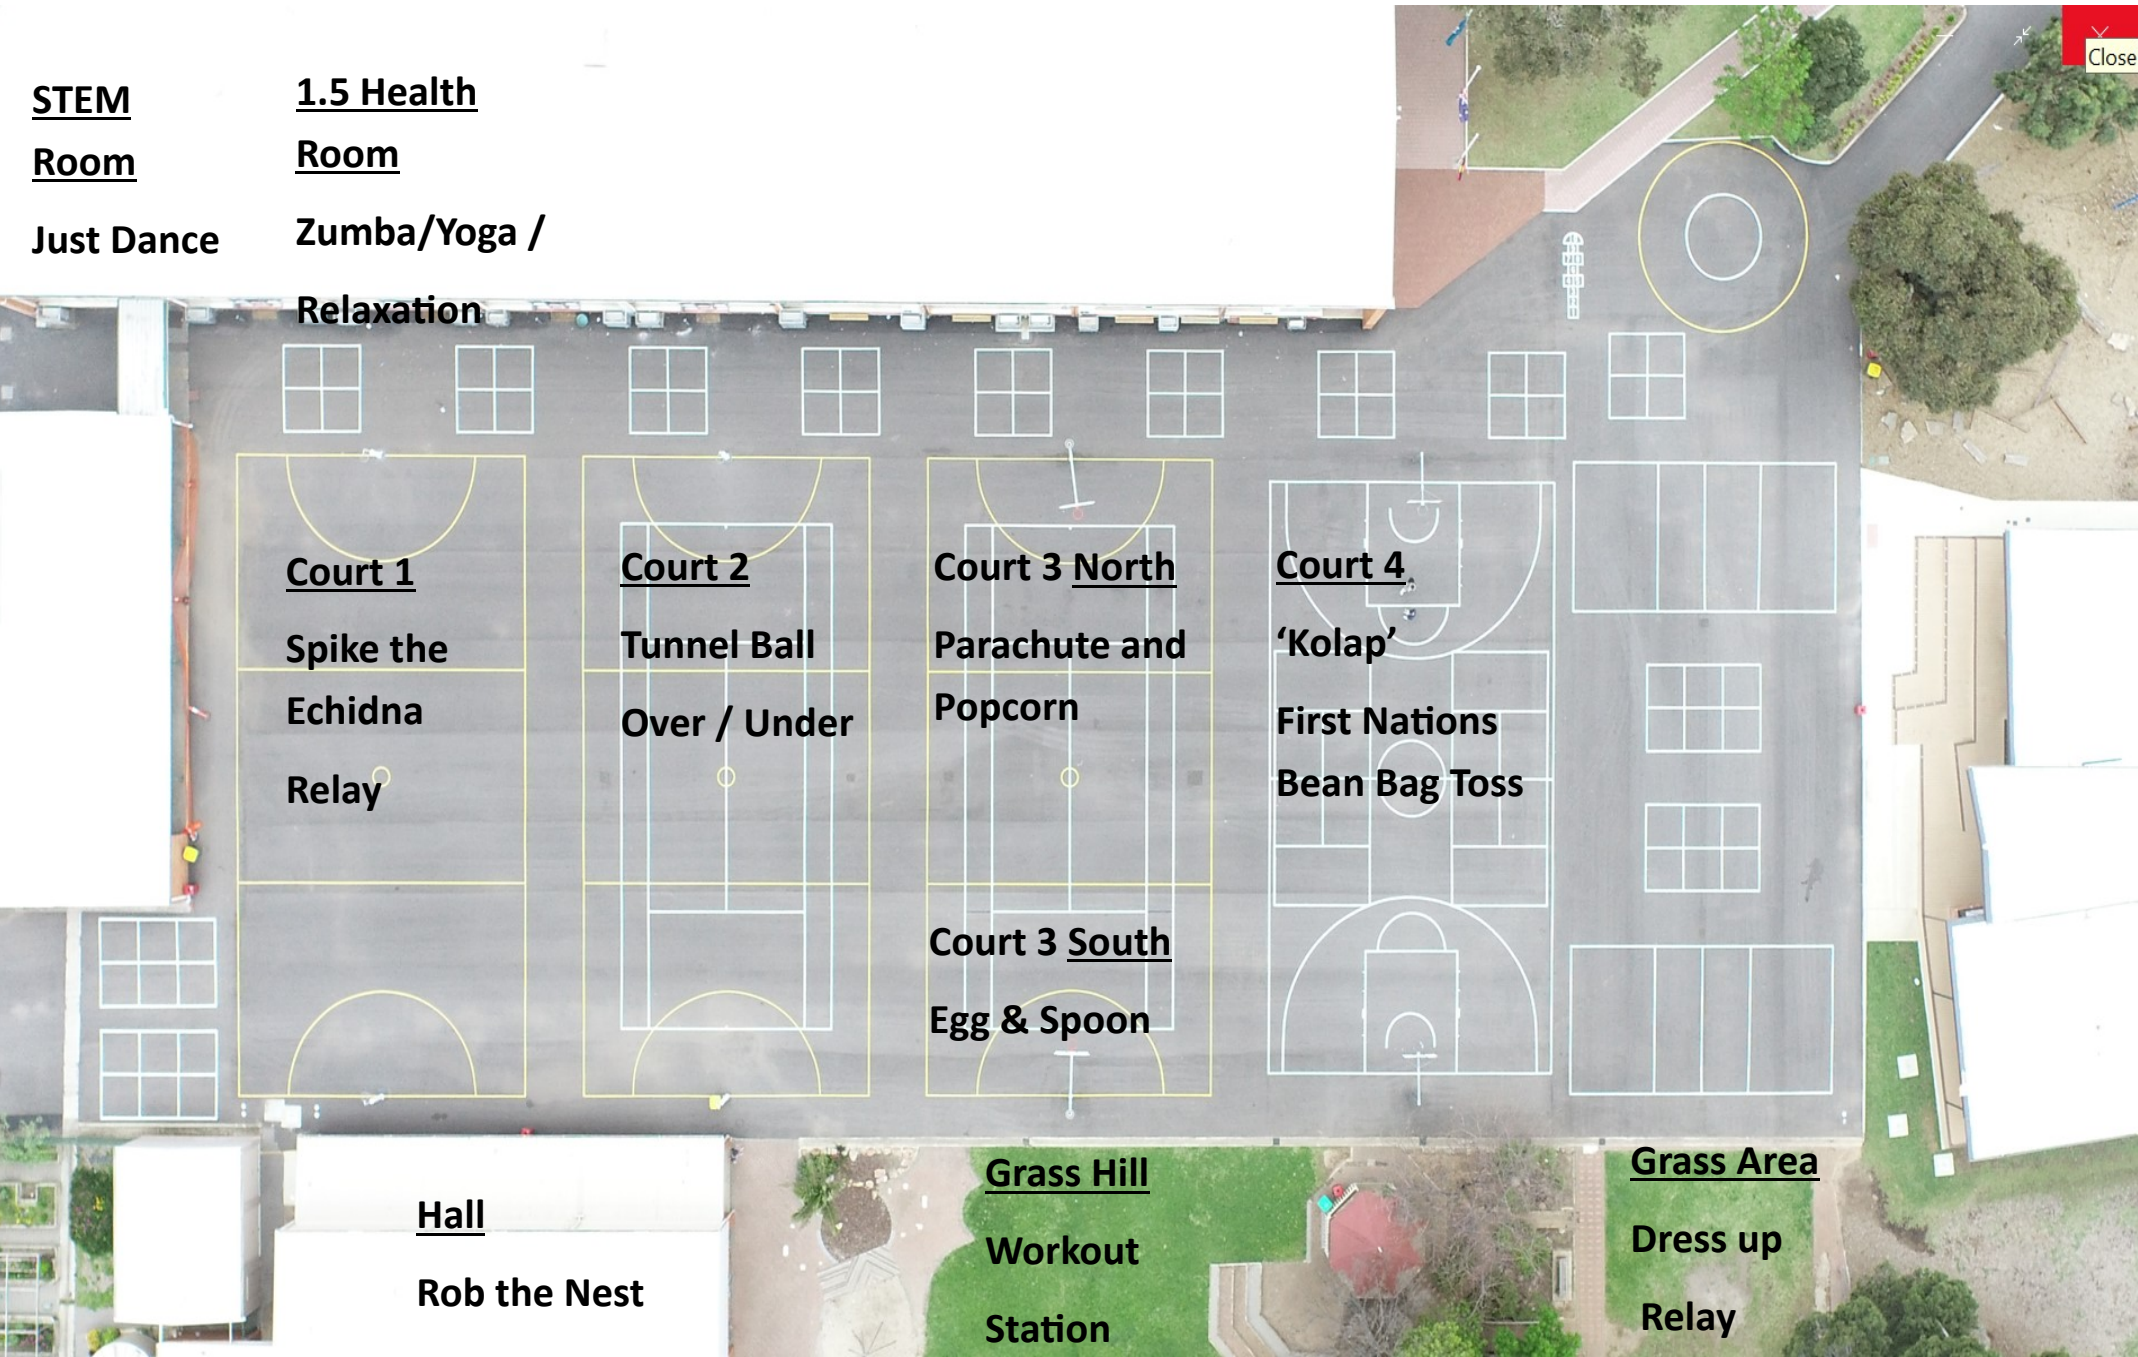 STEM
Room
Just Dance
1.5 Health
Room
Zumba/Yoga /
Relaxation
Close
Court 1
Spike the
Echidna
Relay
Court 2
Tunnel Ball
Over / Under
Court 3 North
Parachute and
Popcorn
Court 4
‘Kolap’
First Nations
Bean Bag Toss
Court 3 South
Egg & Spoon
Hall
Rob the Nest
Grass Hill
Workout
Station
Grass Area
Dress up
Relay